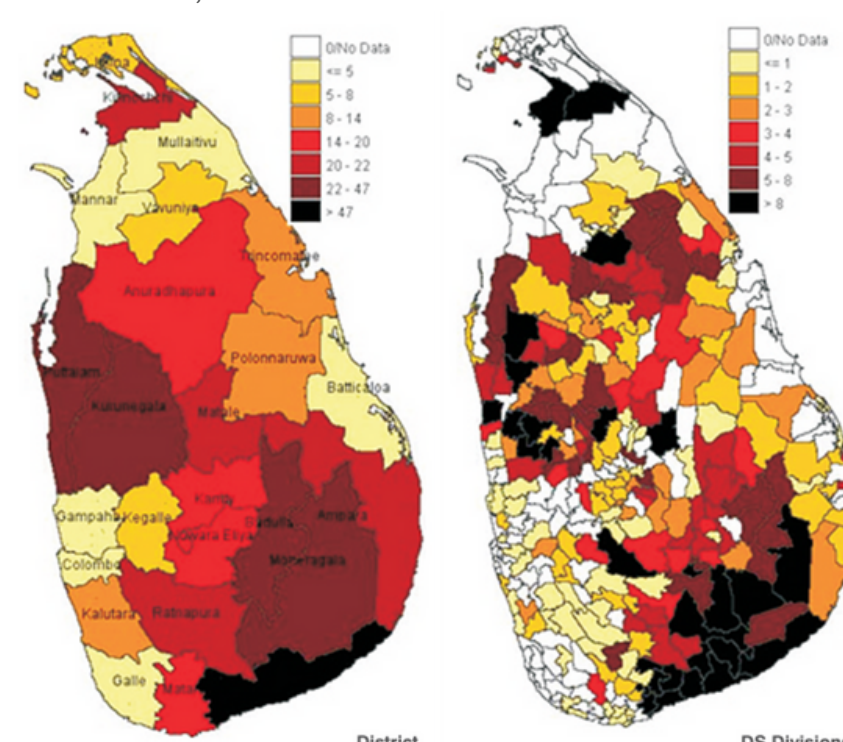 0/No Data
<= 5
5 - 8
8 - 14
14 - 20
20 - 22
22 - 47
> 47
Mullaitivu
Mannar
Vavuniya
Trincomalee
Anuradhapura
Polonnaruwa
Puttalam
Batticaloa
Kurunegala
Matale
Kandy
Gampaha
Kegalle
Ampara
Badulla
Nuwara Eliya
Moneragala
Colombo
Kalutara
Ratnapura
Galle
District
0/No Data
<= 1
1 - 2
2 - 3
3 - 4
4 - 5
5 - 8
> 8
DS Divisions